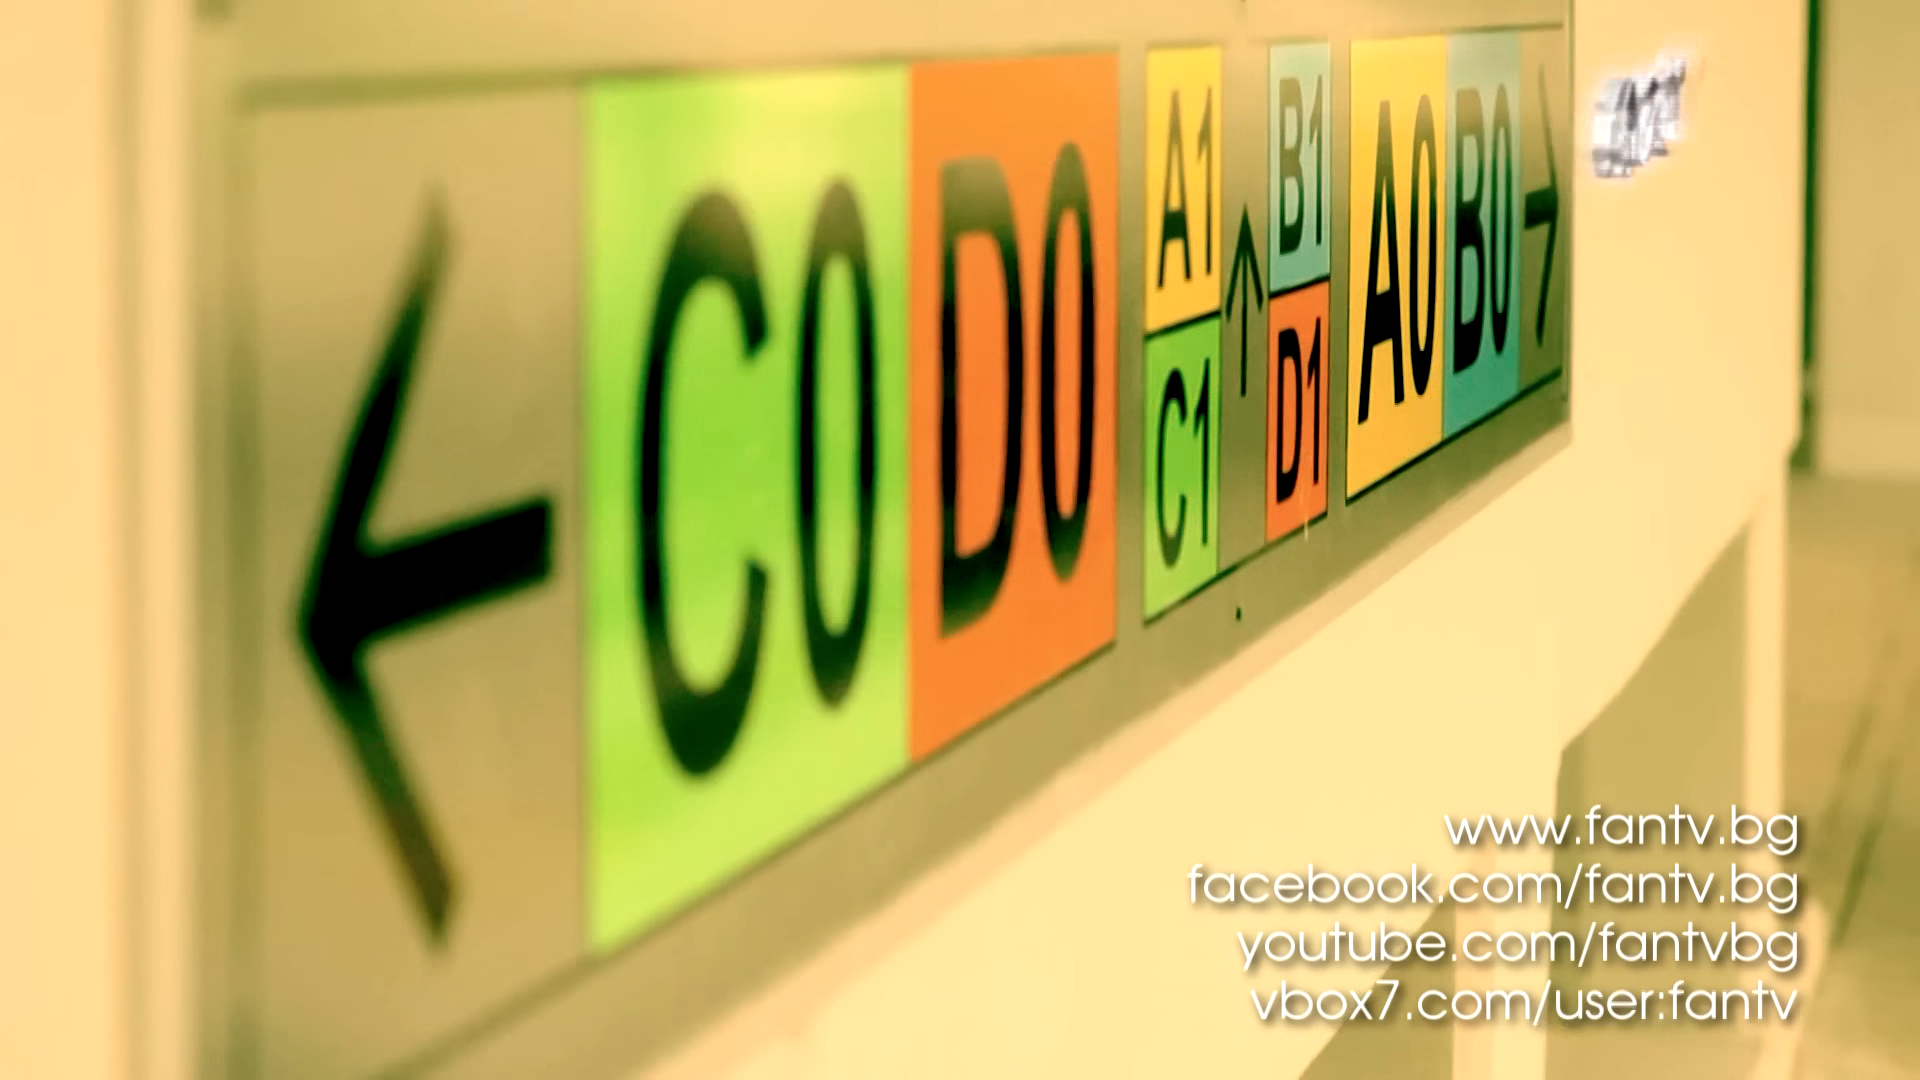 C0 D0 A1 B1 A0 B0
C1 D1
www.fantv.bg
facebook.com/fantv.bg
youtube.com/fantvbg
vbox7.com/user:fantv